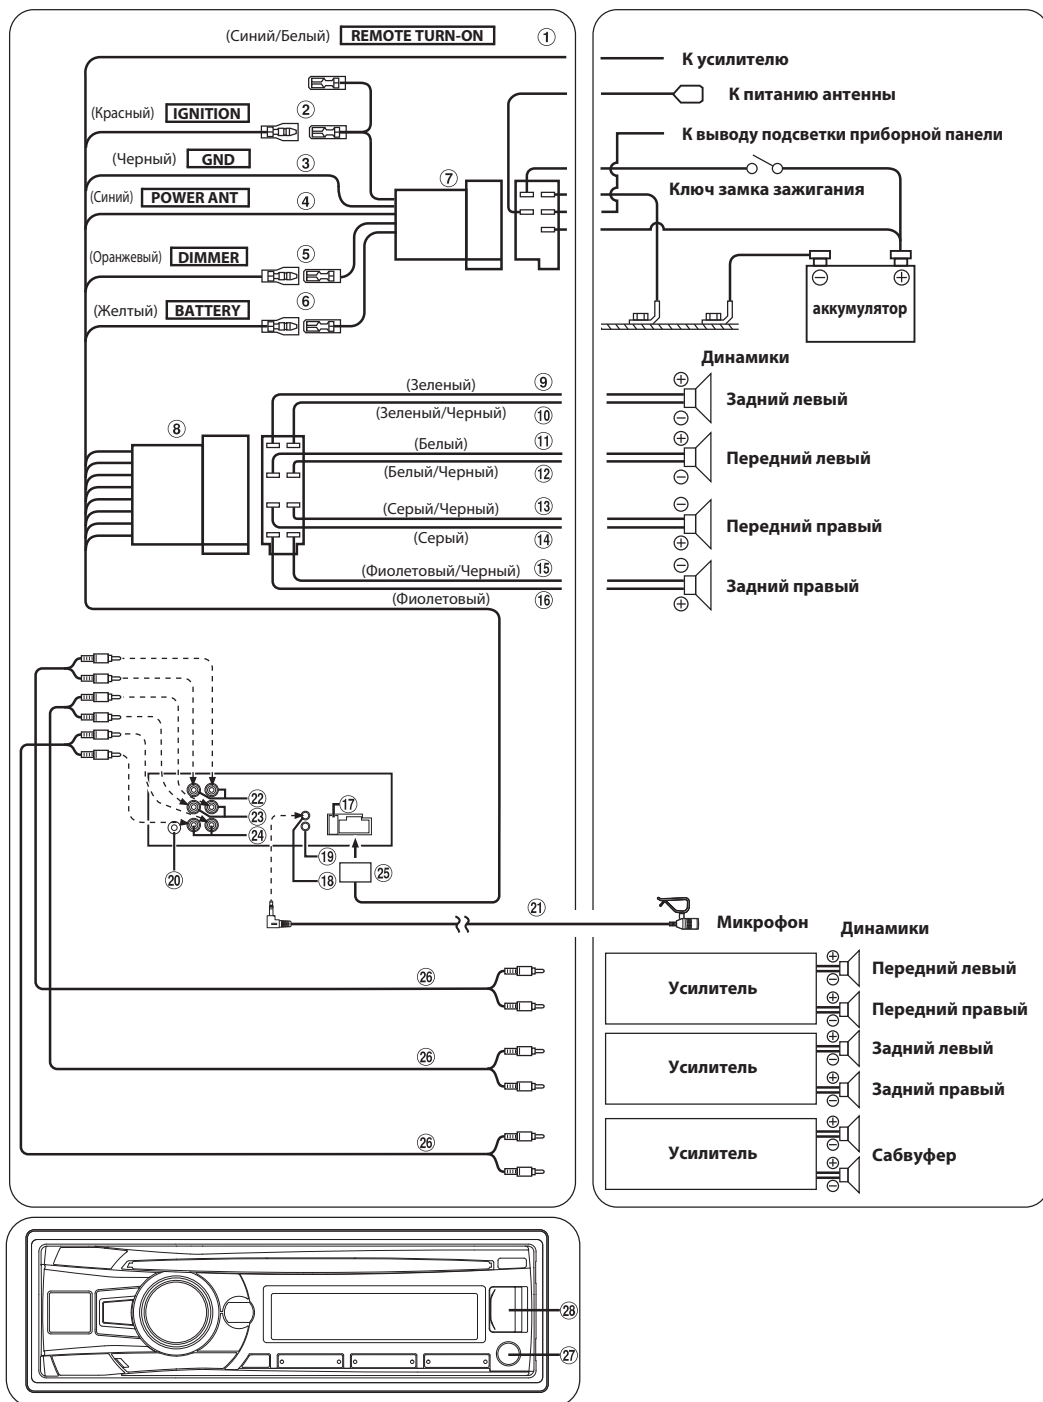 (Синий/Белый) REMOTE TURN-ON ①
К усилителю
К питанию антенны
(Красный) IGNITION ②
К выводу подсветки приборной панели
(Черный) GND ③
⑦
Ключ замка зажигания
(Синий) POWER ANT ④
(Оранжевый) DIMMER ⑤
⊖ ⊕
аккумулятор
(Желтый) BATTERY ⑥
Динамики
(Зеленый) ⑨
⊕
Задний левый
(Зеленый/Черный) ⑩
⊖
⑧
(Белый) ⑪
⊕
Передний левый
(Белый/Черный) ⑫
⊖
(Серый/Черный) ⑬
⊖
Передний правый
(Серый) ⑭
⊕
(Фиолетовый/Черный) ⑮
⊖
Задний правый
(Фиолетовый) ⑯
⊕
㉒
⑰
㉓
㉔
⑲
⑳
⑱
㉕
㉑
Микрофон
Динамики
㉖
Усилитель
⊕
⊖
Передний левый
⊕
⊖
Передний правый
㉖
Усилитель
⊕
⊖
Задний левый
⊕
⊖
Задний правый
㉖
Усилитель
⊕
⊖
Сабвуфер
⊕
⊖
㉘
㉗